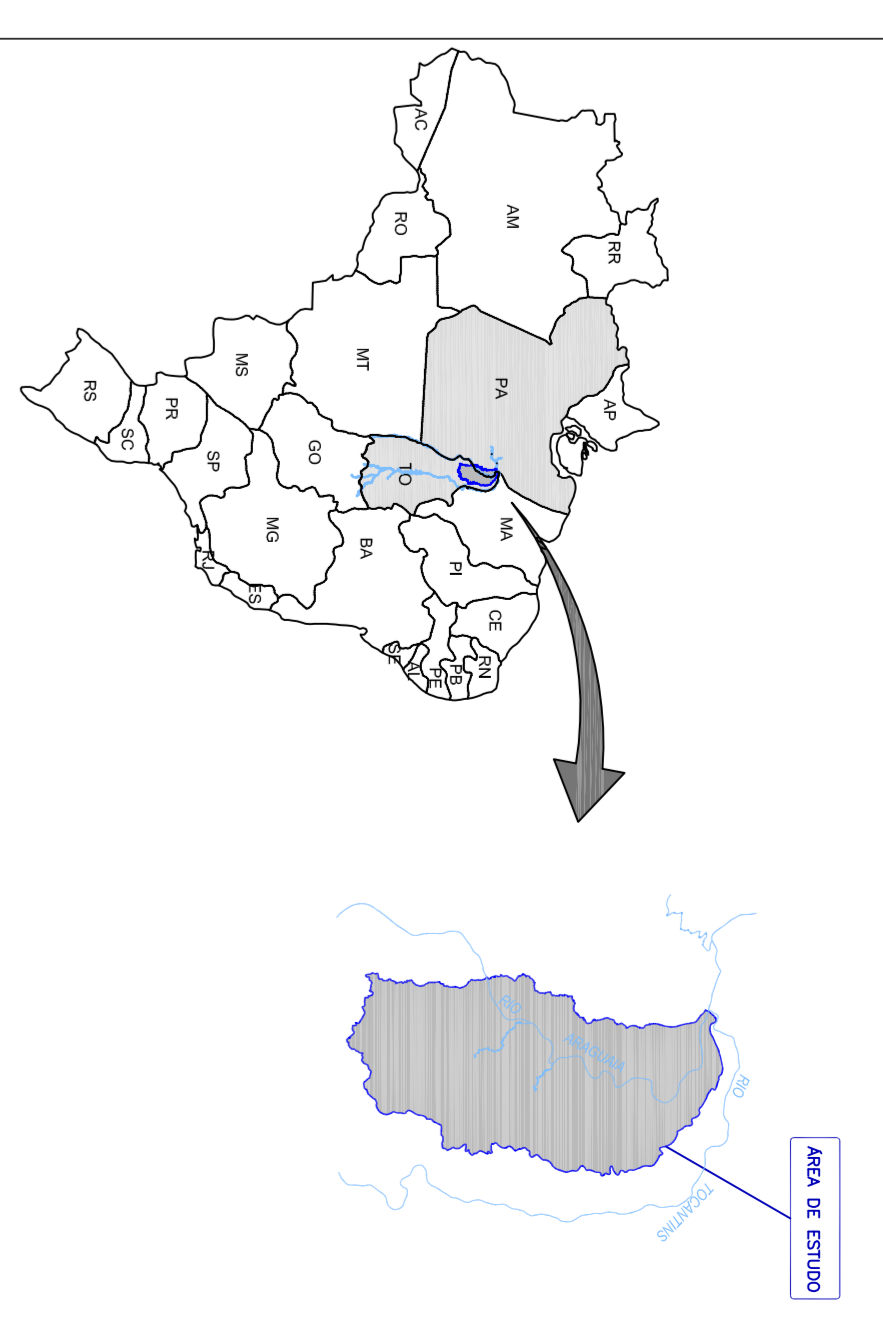 RR
AP
AM
PA
AC
RO
MT
TO
MA
PI
CE
RN
PB
PE
AL
SE
BA
GO
MS
MG
ES
RJ
SP
PR
SC
RS
RIO
ARAGUAIA
RIO
TOCANTINS
ÁREA DE ESTUDO